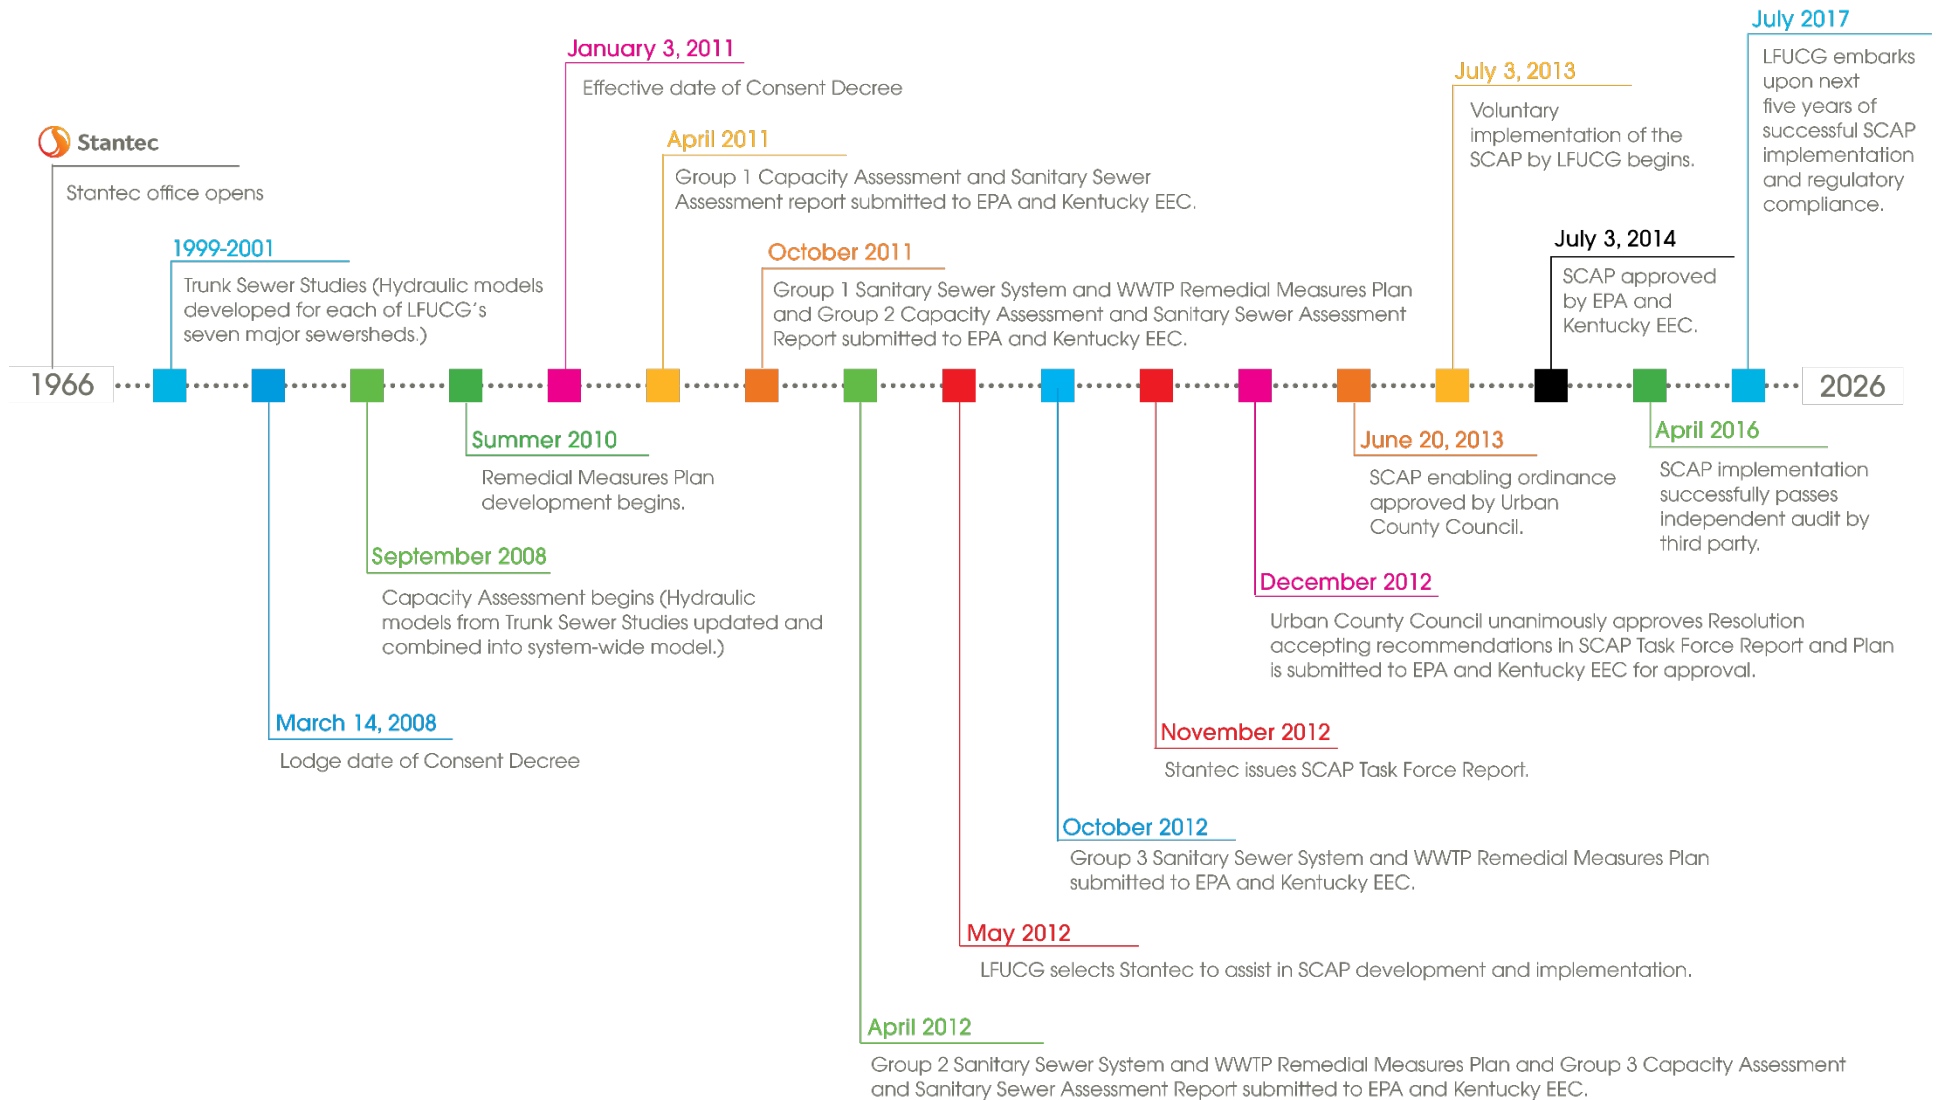 Stantec
Stantec office opens
1999-2001
Trunk Sewer Studies (Hydraulic models
developed for each of LFUCG's
seven major sewersheds.)
January 3, 2011
Effective date of Consent Decree
April 2011
Group 1 Capacity Assessment and Sanitary Sewer
Assessment report submitted to EPA and Kentucky EEC.
October 2011
Group 1 Sanitary Sewer System and WWTP Remedial Measures Plan
and Group 2 Capacity Assessment and Sanitary Sewer Assessment
Report submitted to EPA and Kentucky EEC.
July 3, 2013
Voluntary
implementation of the
SCAP by LFUCG begins.
July 3, 2014
SCAP approved
by EPA and
Kentucky EEC.
July 2017
LFUCG embarks
upon next
five years of
successful SCAP
implementation
and regulatory
compliance.
1966
2026
March 14, 2008
Lodge date of Consent Decree
September 2008
Capacity Assessment begins (Hydraulic
models from Trunk Sewer Studies updated and
combined into system-wide model.)
Summer 2010
Remedial Measures Plan
development begins.
April 2012
Group 2 Sanitary Sewer System and WWTP Remedial Measures Plan and Group 3 Capacity Assessment
and Sanitary Sewer Assessment Report submitted to EPA and Kentucky EEC.
May 2012
LFUCG selects Stantec to assist in SCAP development and implementation.
October 2012
Group 3 Sanitary Sewer System and WWTP Remedial Measures Plan
submitted to EPA and Kentucky EEC.
November 2012
Stantec issues SCAP Task Force Report.
December 2012
Urban County Council unanimously approves Resolution
accepting recommendations in SCAP Task Force Report and Plan
is submitted to EPA and Kentucky EEC for approval.
June 20, 2013
SCAP enabling ordinance
approved by Urban
County Council.
April 2016
SCAP implementation
successfully passes
independent audit by
third party.